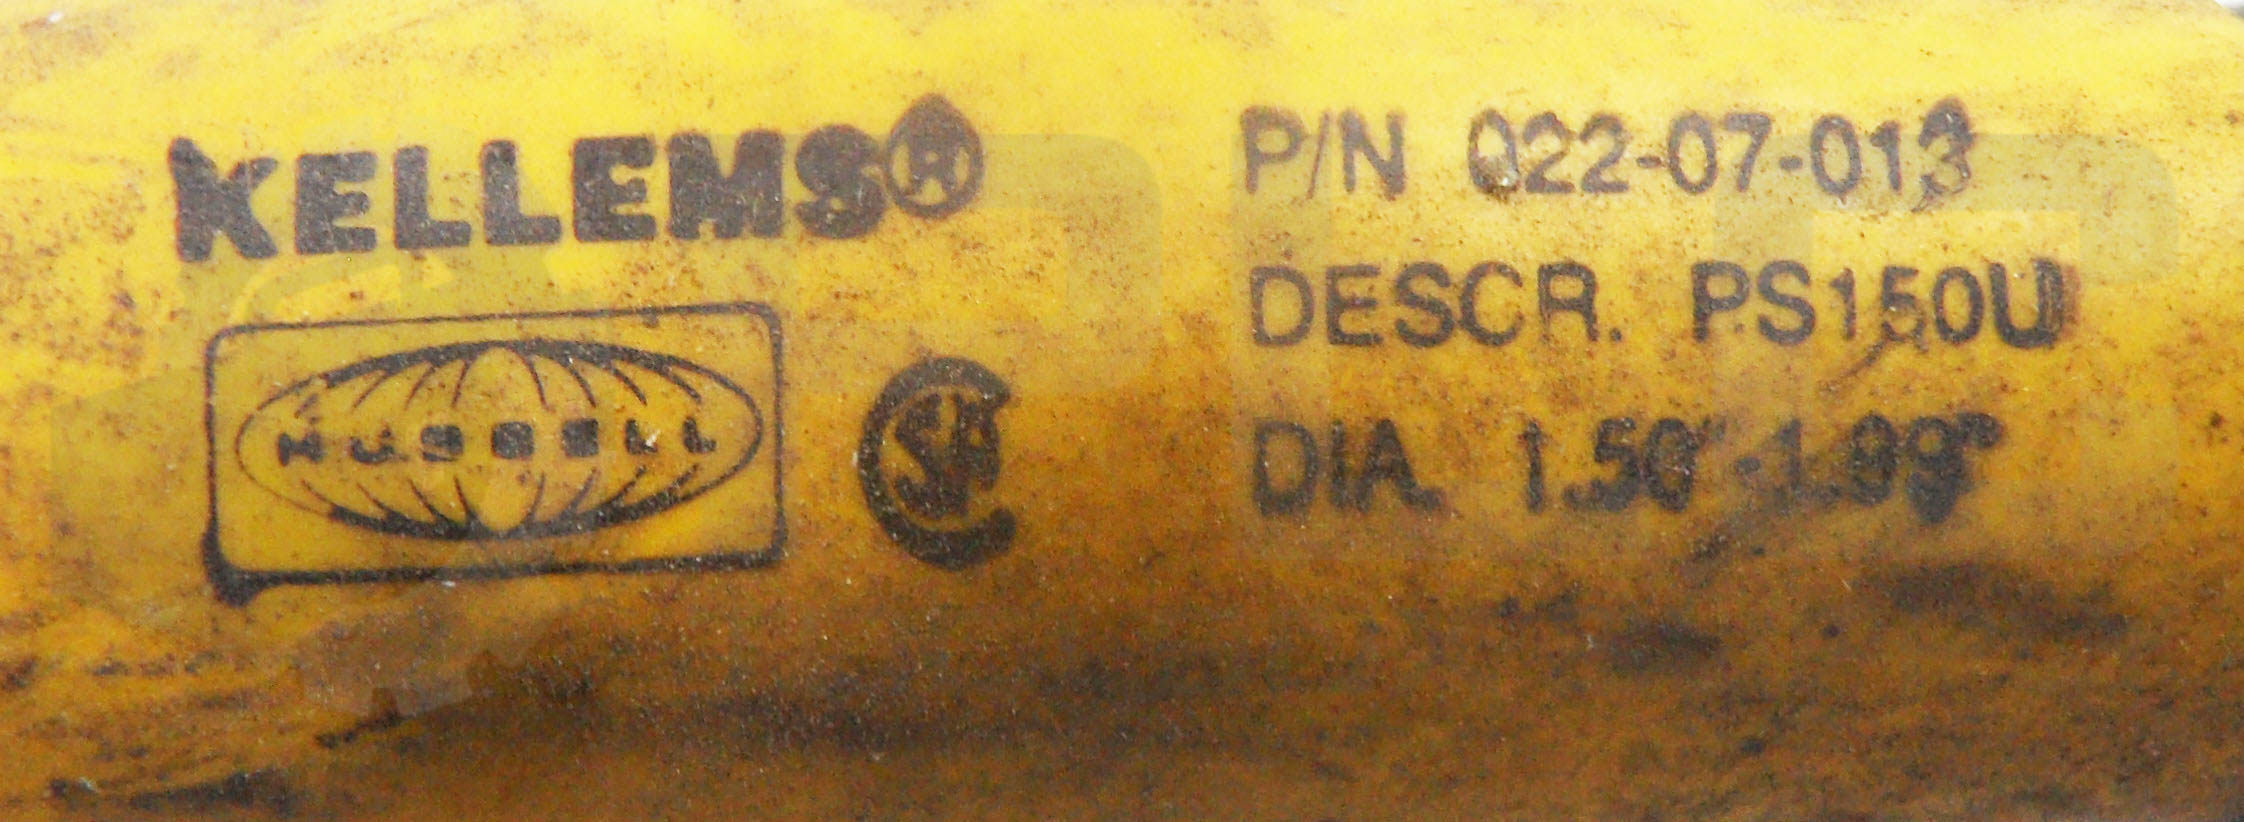 KELLEMS®
HUBBELL
P/N 022-07-013
DESCR. PS150U
DIA. 1.50"-1.99"